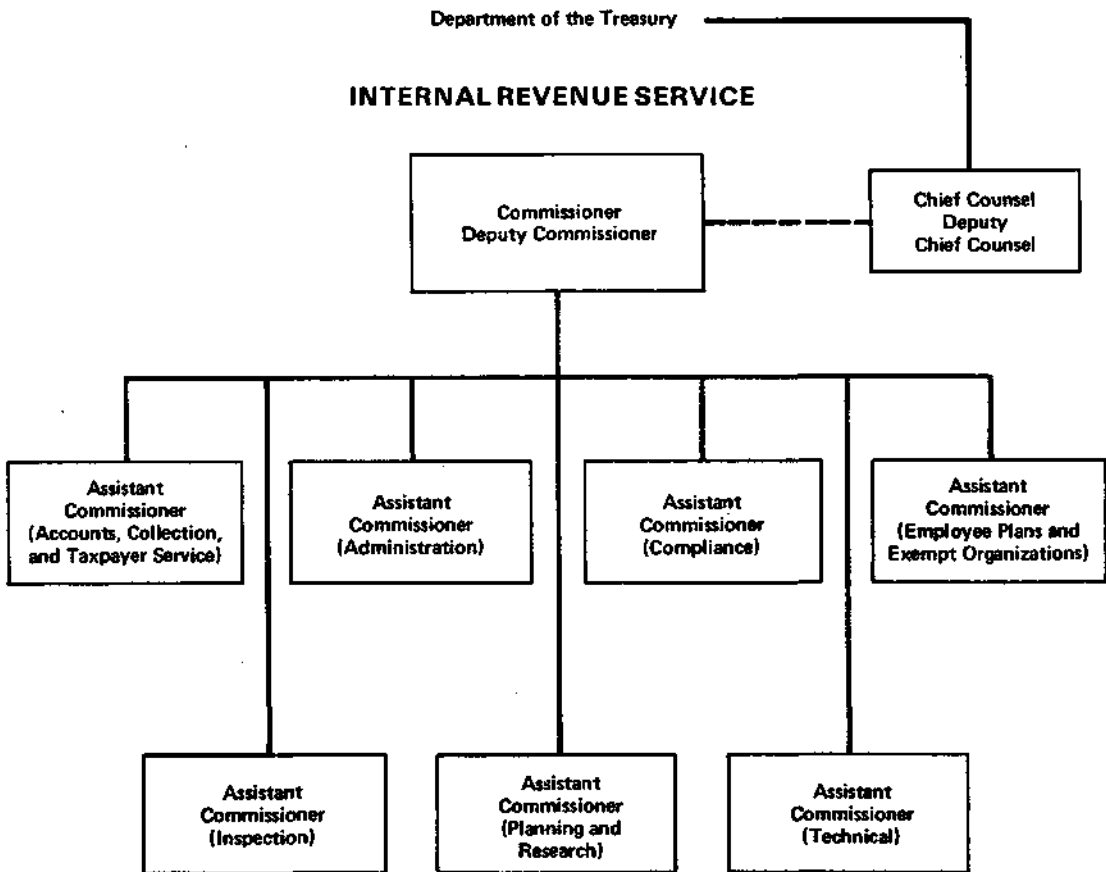 Department of the Treasury
INTERNAL REVENUE SERVICE
Commissioner
Deputy Commissioner
Chief Counsel
Deputy
Chief Counsel
Assistant
Commissioner
(Accounts, Collection,
and Taxpayer Service)
Assistant
Commissioner
(Administration)
Assistant
Commissioner
(Compliance)
Assistant
Commissioner
(Employee Plans and
Exempt Organizations)
Assistant
Commissioner
(Inspection)
Assistant
Commissioner
(Planning and
Research)
Assistant
Commissioner
(Technical)